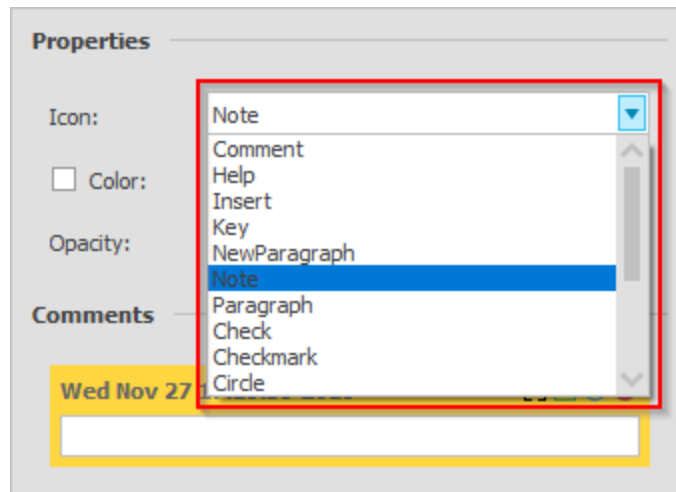 Properties
Icon:
Note
Comment
Help
Color:
Insert
Key
Opacity:
NewParagraph
Note
Paragraph
Comments
Check
Checkmark
Circle
Wed Nov 27